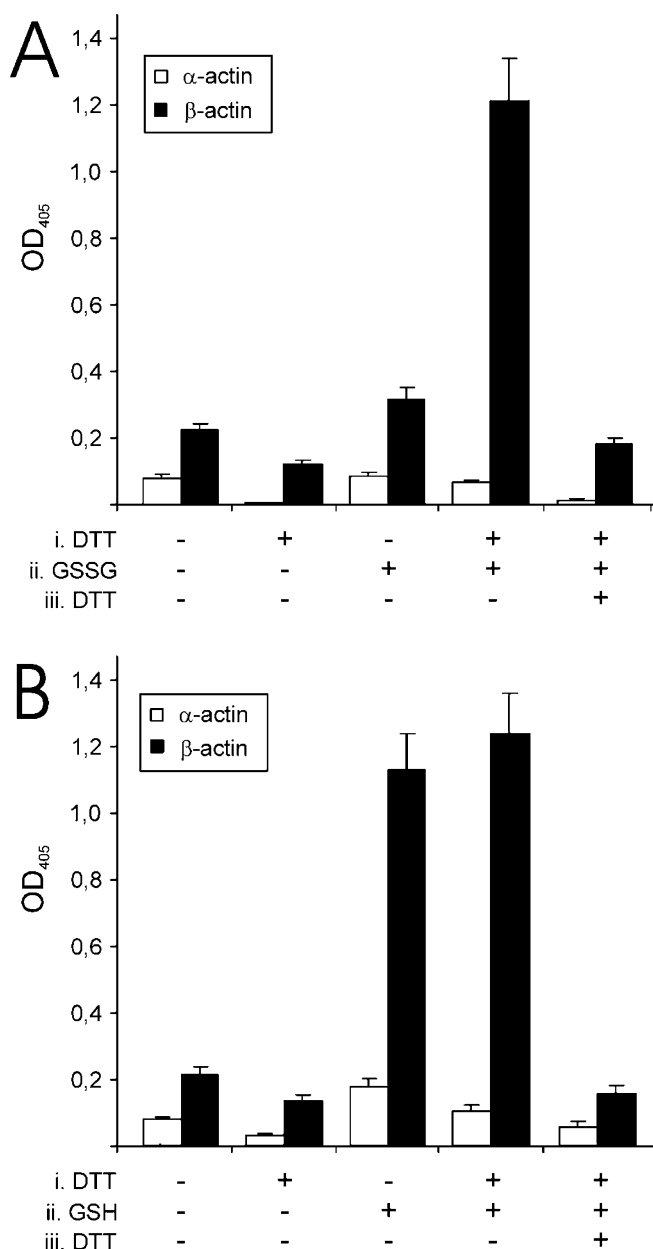 A
1,4
1,2
1,0
0,8
0,6
0,4
0,2
OD405
α-actin
β-actin
i. DTT - + - + +
ii. GSSG - - + + +
iii. DTT - - - - +
B
1,4
1,2
1,0
0,8
0,6
0,4
0,2
OD405
α-actin
β-actin
i. DTT - + - + +
ii. GSH - - + + +
iii. DTT - - - - +